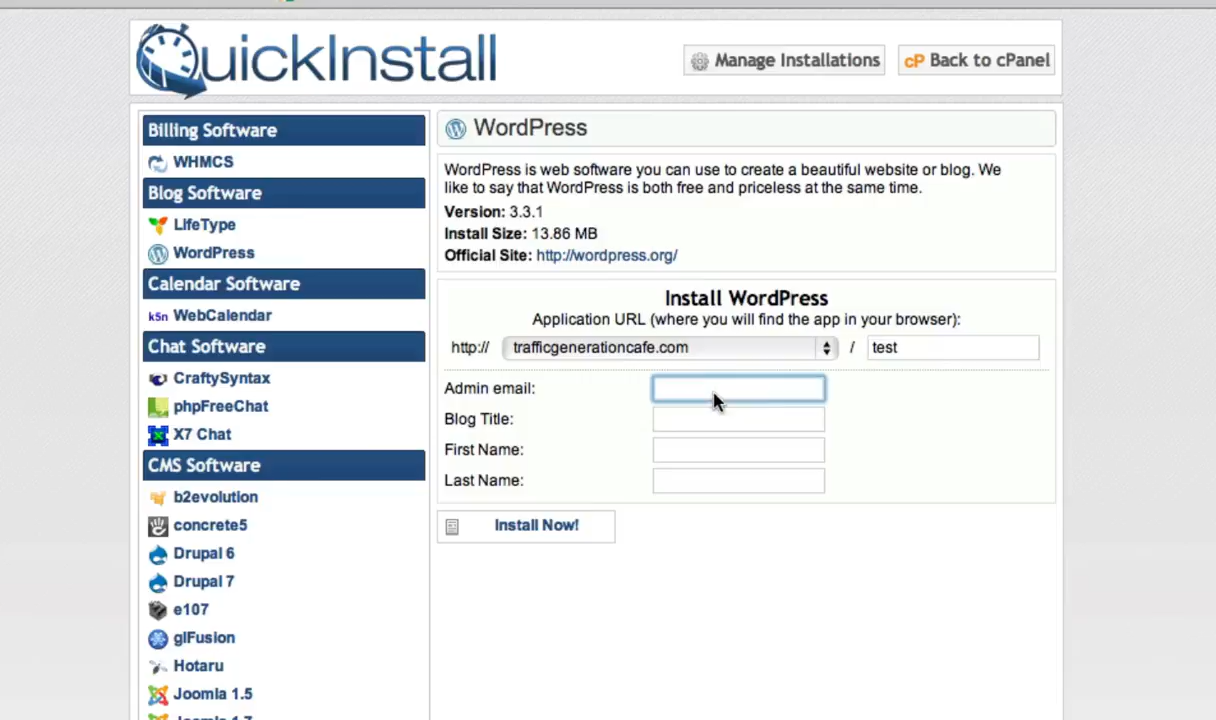 QuickInstall
Manage Installations
cP Back to cPanel
Billing Software
WHMCS
Blog Software
LifeType
WordPress
Calendar Software
k5n WebCalendar
Chat Software
CraftySyntax
phpFreeChat
X7 Chat
CMS Software
b2evolution
concrete5
Drupal 6
Drupal 7
e107
glFusion
Hotaru
Joomla 1.5
Joomla 1.7
WordPress
WordPress is web software you can use to create a beautiful website or blog. We
like to say that WordPress is both free and priceless at the same time.
Version: 3.3.1
Install Size: 13.86 MB
Official Site: http://wordpress.org/
Install WordPress
Application URL (where you will find the app in your browser):
http:// trafficgenerationcafe.com / test
Admin email:
Blog Title:
First Name:
Last Name:
Install Now!